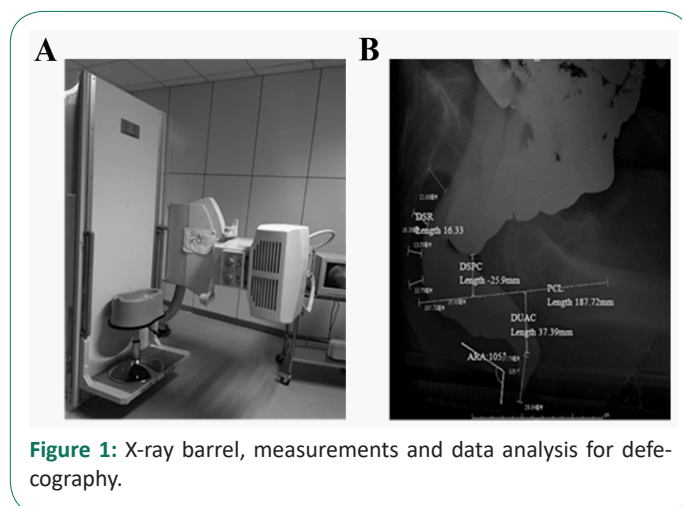 A
B
DSR
Length 16.33
DSPC
Length -25.9mm
PCL
Length 187.72mm
DUAC
Length 37.39mm
ARA:105°
Figure 1: X-ray barrel, measurements and data analysis for defe-
cography.